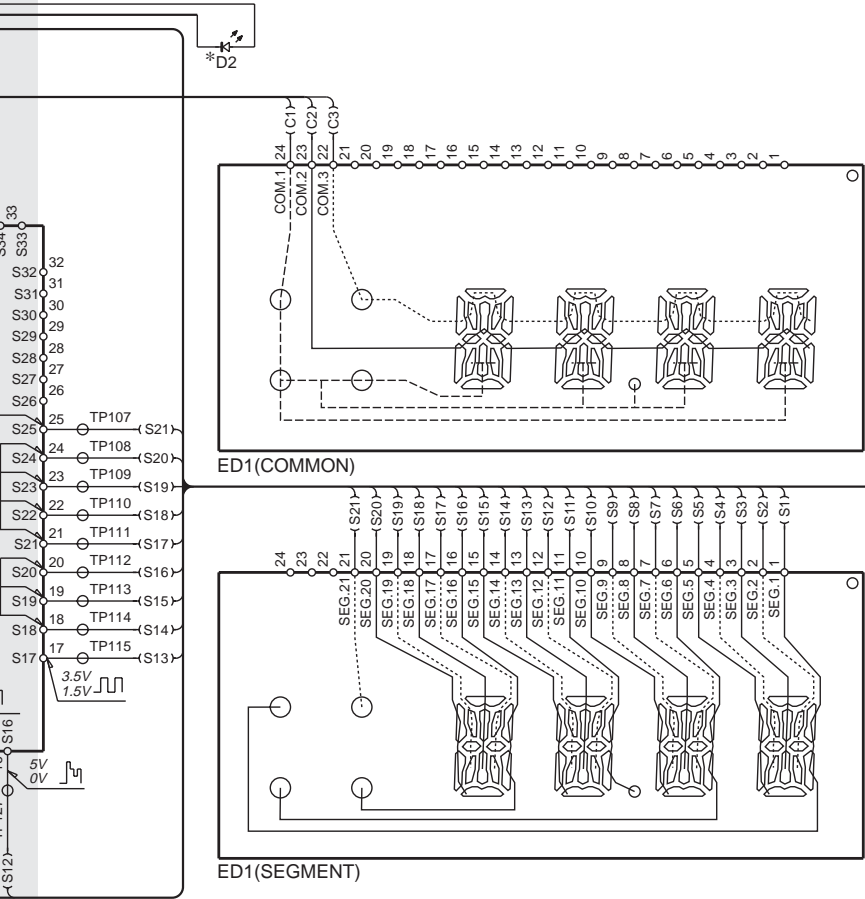 *D2
C1
C2
C3
24
23
22
21
20
19
18
17
16
15
14
13
12
11
10
9
8
7
6
5
4
3
2
1
COM.1
COM.2
COM.3
33
S34
S33
S32 32
S31 31
S30 30
S29 29
S28 28
S27 27
S26 26
S25 25 TP107 S21
S24 24 TP108 S20
S23 23 TP109 S19
S22 22 TP110 S18
S21 21 TP111 S17
S20 20 TP112 S16
S19 19 TP113 S15
S18 18 TP114 S14
S17 17 TP115 S13
3.5V
1.5V
S16
5V
0V
S12
ED1(COMMON)
S21
S20
S19
S18
S17
S16
S15
S14
S13
S12
S11
S10
S9
S8
S7
S6
S5
S4
S3
S2
S1
24
23
22
21
20
19
18
17
16
15
14
13
12
11
10
9
8
7
6
5
4
3
2
1
SEG.21
SEG.20
SEG.19
SEG.18
SEG.17
SEG.16
SEG.15
SEG.14
SEG.13
SEG.12
SEG.11
SEG.10
SEG.9
SEG.8
SEG.7
SEG.6
SEG.5
SEG.4
SEG.3
SEG.2
SEG.1
ED1(SEGMENT)